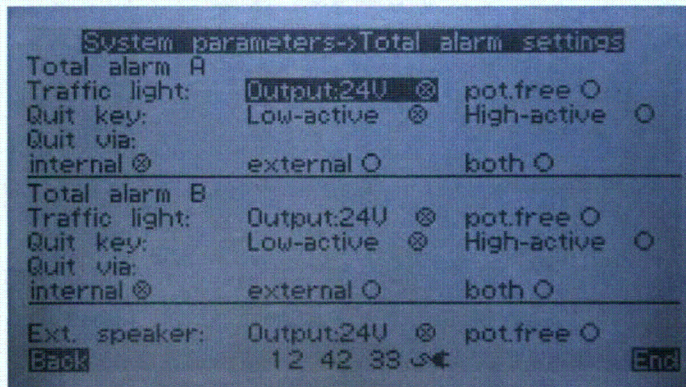 System parameters->Total alarm settings
Total alarm A
Traffic light: Output:24V ⊗ pot.free ○
Quit key: Low-active ⊗ High-active ○
Quit via:
internal ⊗ external ○ both ○
Total alarm B
Traffic light: Output:24V ⊗ pot.free ○
Quit key: Low-active ⊗ High-active ○
Quit via:
internal ⊗ external ○ both ○
Ext. speaker: Output:24V ⊗ pot.free ○
Back 12 42 33 End